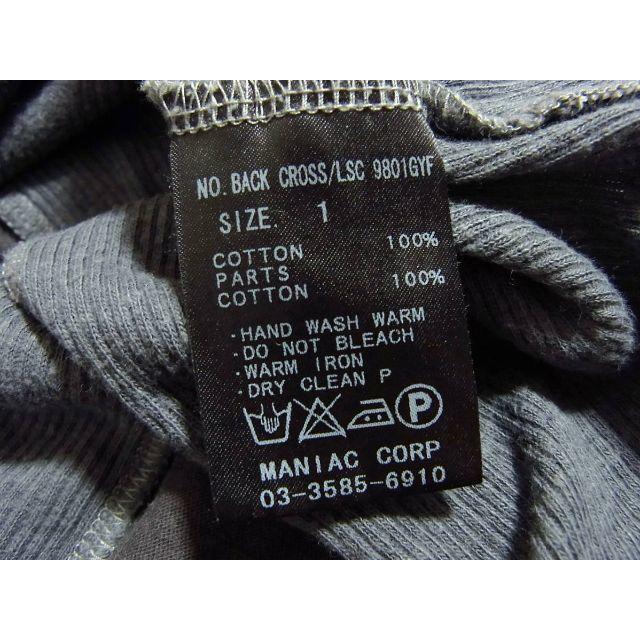 NO. BACK CROSS/LSC 9801GYF
SIZE. 1
COTTON 100%
PARTS
COTTON 100%
·HAND WASH WARM
·DO NOT BLEACH
·WARM IRON
·DRY CLEAN P
P
MANIAC CORP
03-3585-6910